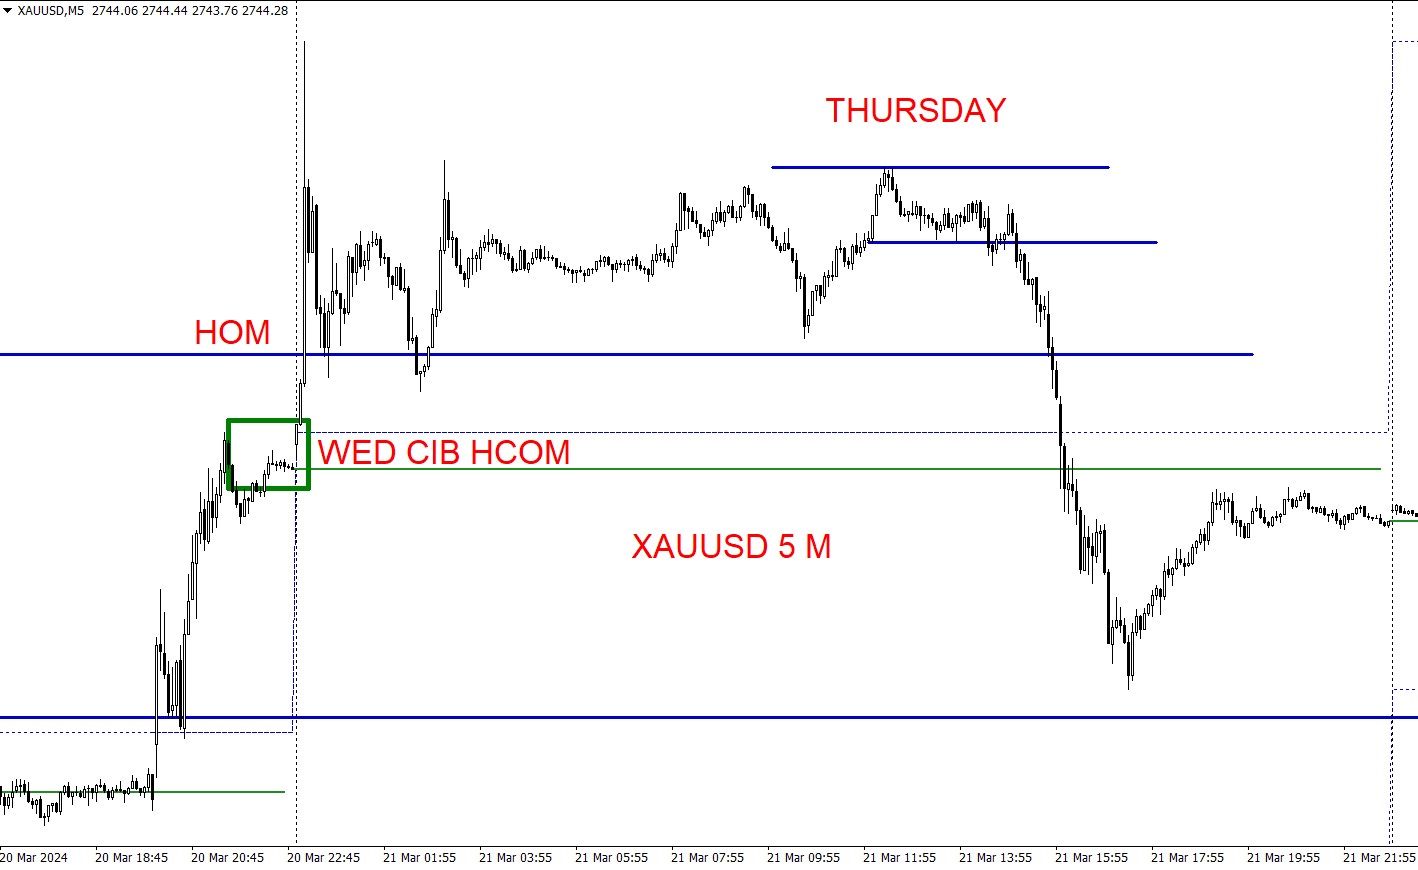 XAUUSD,M5 2744.06 2744.44 2743.76 2744.28
THURSDAY
HOM
WED CIB HCOM
XAUUSD 5 M
20 Mar 2024 20 Mar 18:45 20 Mar 20:45 20 Mar 22:45 21 Mar 01:55 21 Mar 03:55 21 Mar 05:55 21 Mar 07:55 21 Mar 09:55 21 Mar 11:55 21 Mar 13:55 21 Mar 15:55 21 Mar 17:55 21 Mar 19:55 21 Mar 21:55